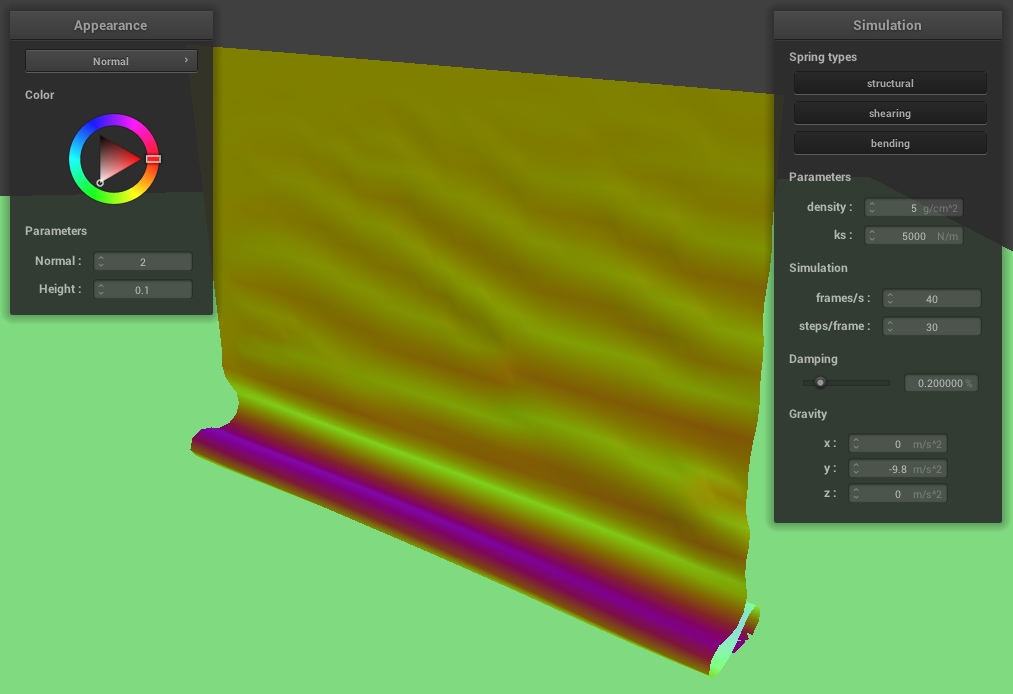 Appearance
Normal
Color
Parameters
Normal : 2
Height : 0.1
Simulation
Spring types
structural
shearing
bending
Parameters
density : 5 g/cm^2
ks : 5000 N/m
Simulation
frames/s : 40
steps/frame : 30
Damping
0.200000 %
Gravity
x : 0 m/s^2
y : -9.8 m/s^2
z : 0 m/s^2